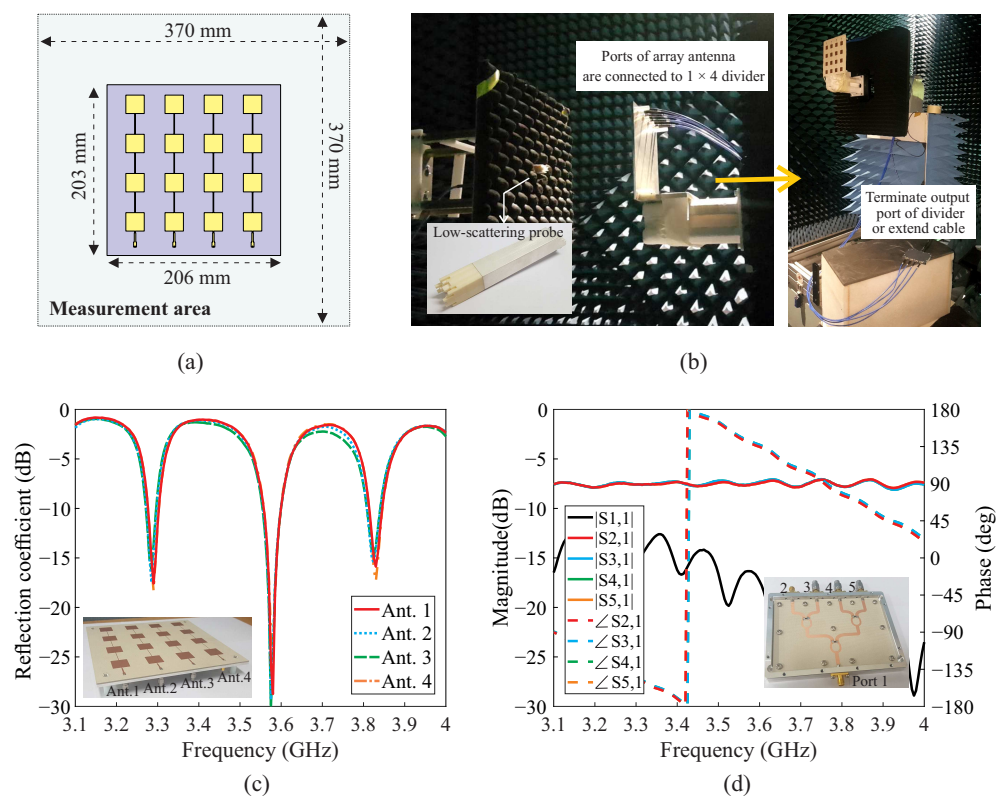 370 mm
370 mm
203 mm
206 mm
Measurement area
(a)
Ports of array antenna
are connected to 1 × 4 divider
Low-scattering probe
Terminate output
port of divider
or extend cable
(b)
Reflection coefficient (dB)
0
−5
−10
−15
−20
−25
−30
3.1 3.2 3.3 3.4 3.5 3.6 3.7 3.8 3.9 4
Frequency (GHz)
Ant. 1
Ant. 2
Ant. 3
Ant. 4
Ant.1 Ant.2 Ant.3 Ant.4
(c)
Magnitude(dB)
0
−5
−10
−15
−20
−25
−30
3.1 3.2 3.3 3.4 3.5 3.6 3.7 3.8 3.9 4
Frequency (GHz)
Phase (deg)
180
135
90
45
0
−45
−90
−135
−180
|S1,1|
|S2,1|
|S3,1|
|S4,1|
|S5,1|
∠S2,1
∠S3,1
∠S4,1
∠S5,1
2 3 4 5
Port 1
(d)